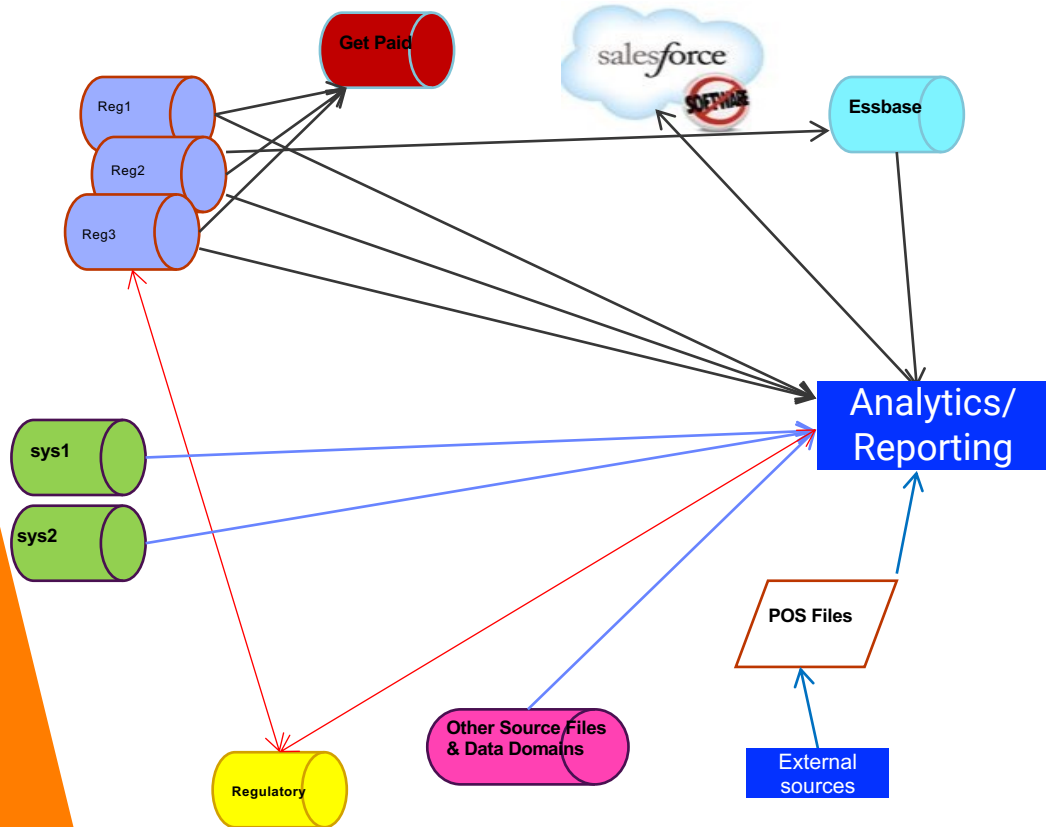 Get Paid
salesforce
SOFTWARE
Reg1
Essbase
Reg2
Reg3
Analytics/
Reporting
sys1
sys2
POS Files
Other Source Files
& Data Domains
External
sources
Regulatory